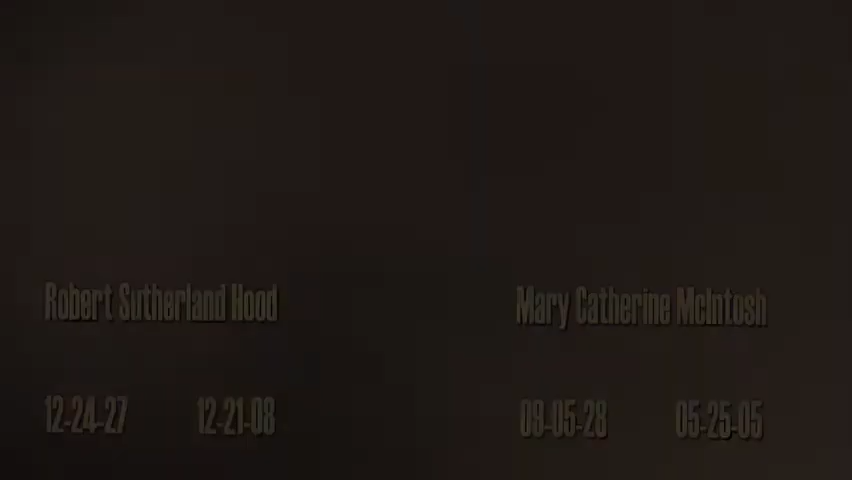 Robert Sutherland Hood
Mary Catherine McIntosh
12-24-27 12-21-08
09-05-28 05-25-05